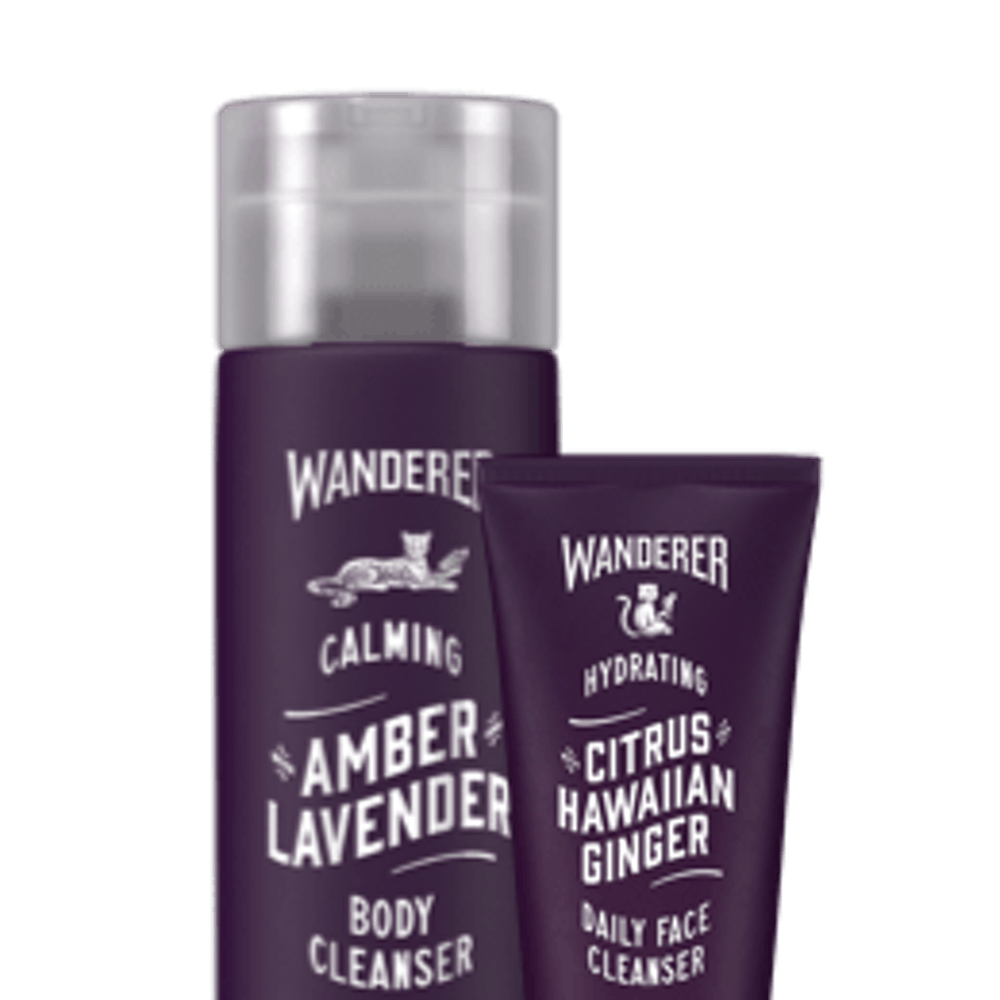 WANDERER
CALMING
AMBER
LAVENDER
BODY
CLEANSER
WANDERER
HYDRATING
CITRUS
HAWAIIAN
GINGER
DAILY FACE
CLEANSER